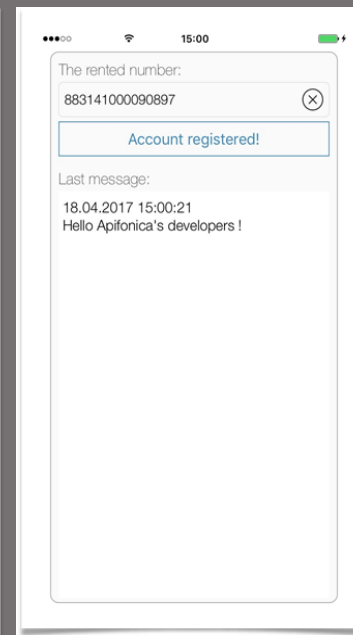 15:00
The rented number:
883141000090897
Account registered!
Last message:
18.04.2017 15:00:21
Hello Apifonica's developers !